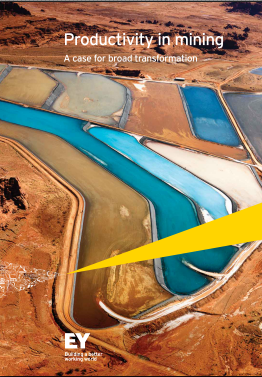 Productivity in mining
A case for broad transformation
EY
Building a better
working world